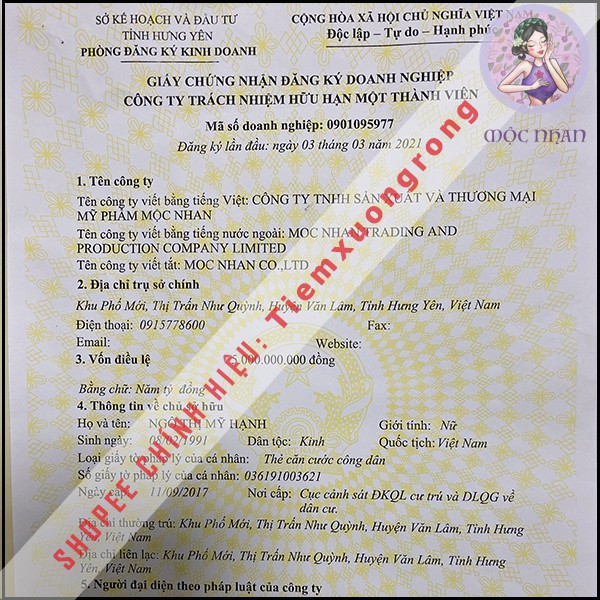 SỞ KẾ HOẠCH VÀ ĐẦU TƯ
TỈNH HƯNG YÊN
PHÒNG ĐĂNG KÝ KINH DOANH
CỘNG HÒA XÃ HỘI CHỦ NGHĨA VIỆT NAM
Độc lập – Tự do – Hạnh phúc
MỘC NHAN
GIẤY CHỨNG NHẬN ĐĂNG KÝ DOANH NGHIỆP
CÔNG TY TRÁCH NHIỆM HỮU HẠN MỘT THÀNH VIÊN
Mã số doanh nghiệp: 0901095977
Đăng ký lần đầu: ngày 03 tháng 03 năm 2021
1. Tên công ty
Tên công ty viết bằng tiếng Việt: CÔNG TY TNHH SẢN XUẤT VÀ THƯƠNG MẠI
MỸ PHẨM MỘC NHAN
Tên công ty viết bằng tiếng nước ngoài: MOC NHAN TRADING AND
PRODUCTION COMPANY LIMITED
Tên công ty viết tắt: MOC NHAN CO.,LTD
2. Địa chỉ trụ sở chính
Khu Phố Mới, Thị Trấn Như Quỳnh, Huyện Văn Lâm, Tỉnh Hưng Yên, Việt Nam
Điện thoại: 0915778600 Fax:
Email: Website:
3. Vốn điều lệ 5.000.000.000 đồng
Bằng chữ: Năm tỷ đồng
4. Thông tin về chủ sở hữu
Họ và tên: NGÔ THỊ MỸ HẠNH Giới tính: Nữ
Sinh ngày: 08/02/1991 Dân tộc: Kinh Quốc tịch: Việt Nam
Loại giấy tờ pháp lý của cá nhân: Thẻ căn cước công dân
Số giấy tờ pháp lý của cá nhân: 036191003621
Ngày cấp: 11/09/2017 Nơi cấp: Cục cảnh sát ĐKQL cư trú và DLQG về
dân cư.
Địa chỉ thường trú: Khu Phố Mới, Thị Trấn Như Quỳnh, Huyện Văn Lâm, Tỉnh Hưng
Yên, Việt Nam
Địa chỉ liên lạc: Khu Phố Mới, Thị Trấn Như Quỳnh, Huyện Văn Lâm, Tỉnh Hưng
Yên, Việt Nam
5. Người đại diện theo pháp luật của công ty
SHOPEE CHÍNH HIỆU: Tiemxuongrong